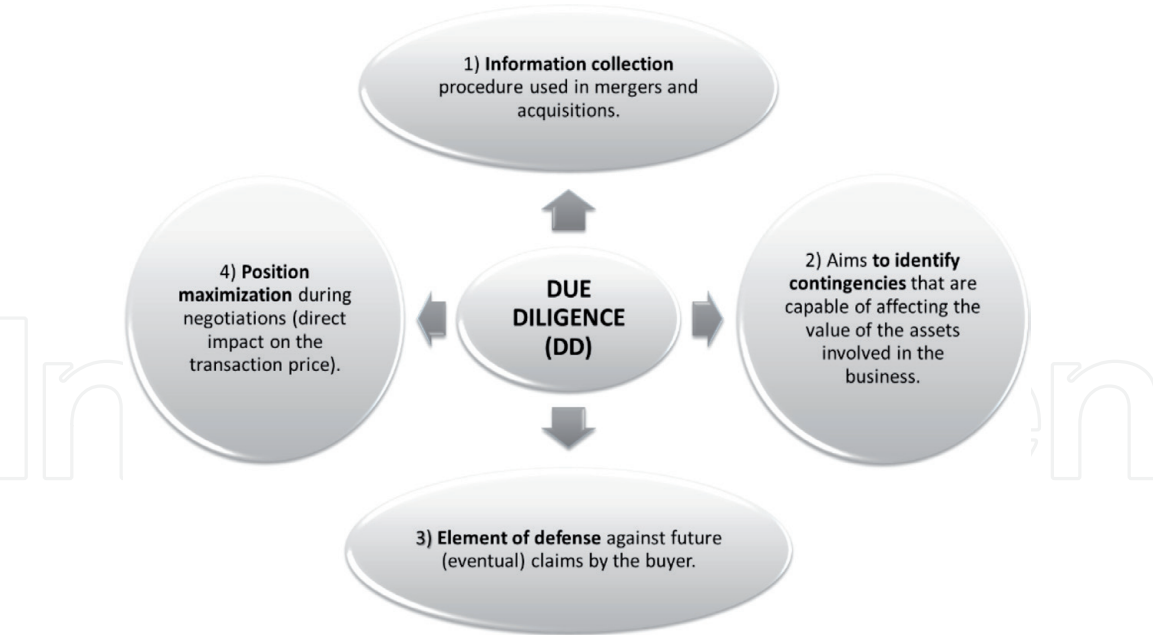 1) Information collection
procedure used in mergers and
acquisitions.
4) Position
maximization during
negotiations (direct
impact on the
transaction price).
DUE
DILIGENCE
(DD)
2) Aims to identify
contingencies that are
capable of affecting the
value of the assets
involved in the
business.
3) Element of defense against future
(eventual) claims by the buyer.